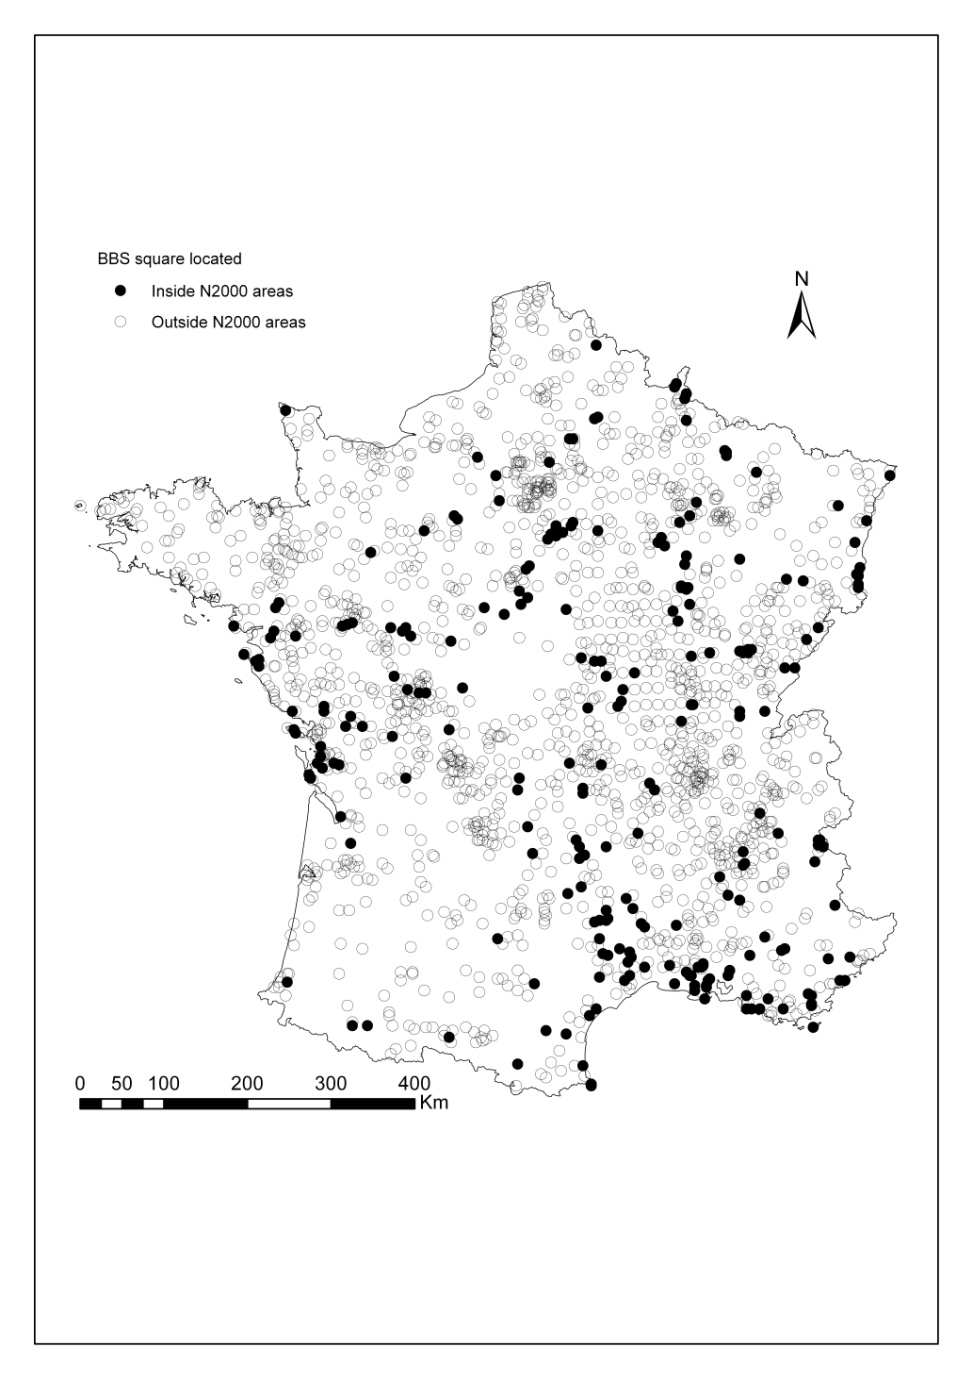 BBS square located
Inside N2000 areas
Outside N2000 areas
N
0 50 100 200 300 400
Km